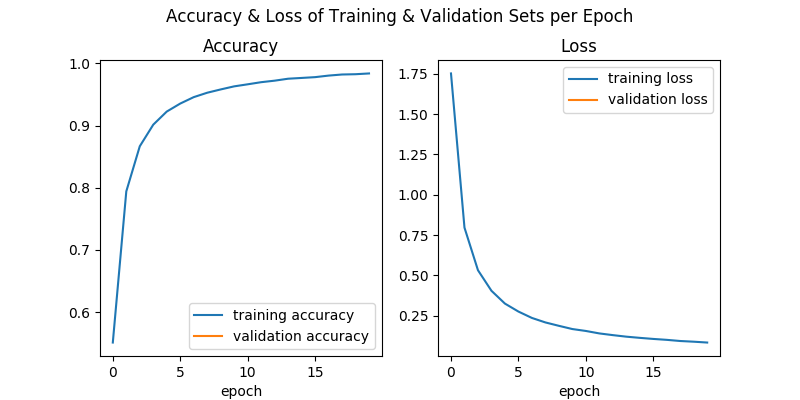 Accuracy & Loss of Training & Validation Sets per Epoch
Accuracy
1.0
0.9
0.8
0.7
0.6
0
5
10
15
epoch
training accuracy
validation accuracy
Loss
1.75
1.50
1.25
1.00
0.75
0.50
0.25
0
5
10
15
epoch
training loss
validation loss